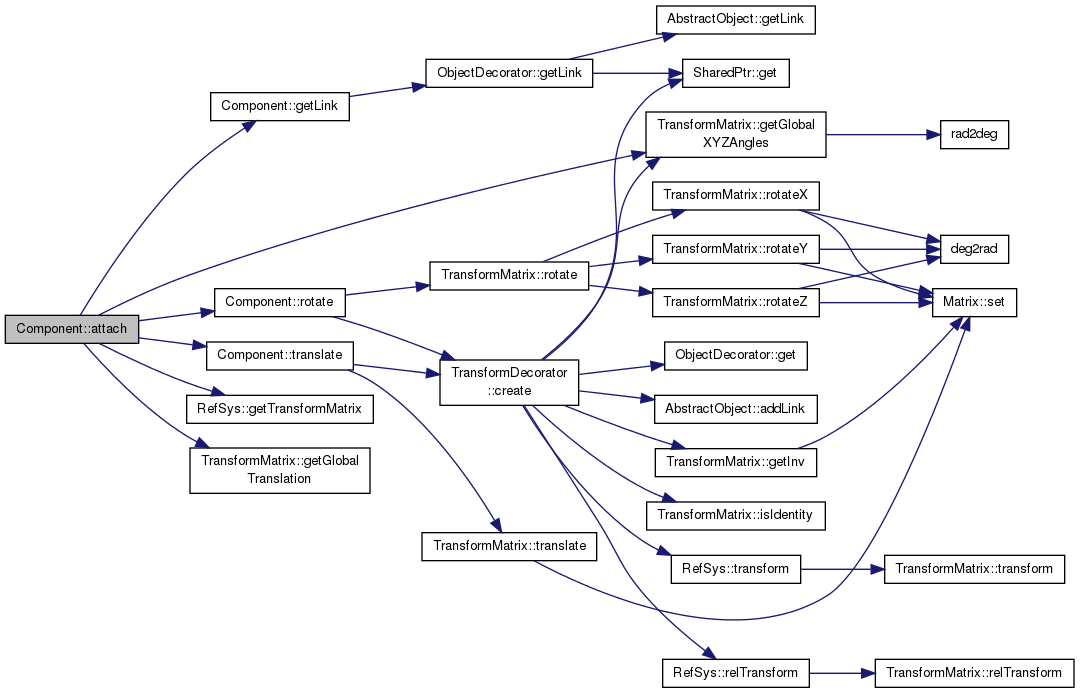 AbstractObject::getLink
ObjectDecorator::getLink
SharedPtr::get
Component::getLink
TransformMatrix::getGlobal
XYZAngles
rad2deg
TransformMatrix::rotateX
TransformMatrix::rotateY
deg2rad
TransformMatrix::rotate
Component::rotate
TransformMatrix::rotateZ
Matrix::set
Component::attach
Component::translate
ObjectDecorator::get
TransformDecorator
::create
RefSys::getTransformMatrix
AbstractObject::addLink
TransformMatrix::getGlobal
Translation
TransformMatrix::getInv
TransformMatrix::isIdentity
TransformMatrix::translate
RefSys::transform
TransformMatrix::transform
RefSys::relTransform
TransformMatrix::relTransform